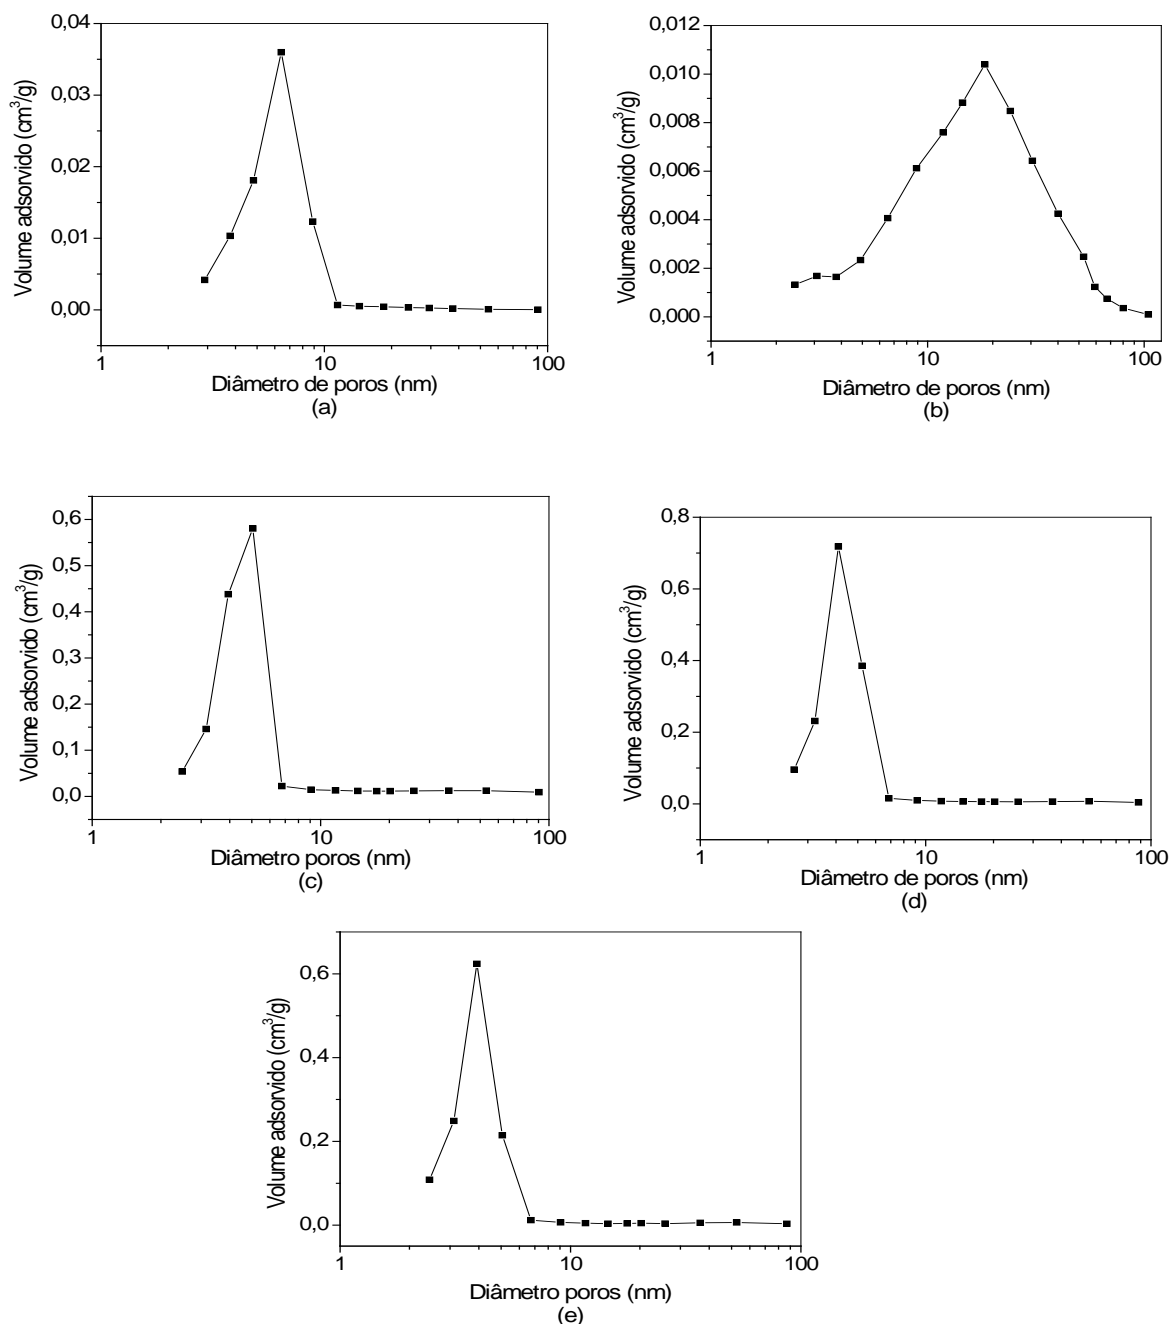 0,04
0,03
0,02
0,01
0,00
Volume adsorvido (cm³/g)
1
10
100
Diâmetro de poros (nm)
(a)
0,012
0,010
0,008
0,006
0,004
0,002
0,000
Volume adsorvido (cm³/g)
1
10
100
Diâmetro de poros (nm)
(b)
0,6
0,5
0,4
0,3
0,2
0,1
0,0
Volume adsorvido (cm³/g)
1
10
100
Diâmetro poros (nm)
(c)
0,8
0,6
0,4
0,2
0,0
Volume adsorvido (cm³/g)
1
10
100
Diâmetro de poros (nm)
(d)
0,6
0,4
0,2
0,0
Volume adsorvido (cm³/g)
1
10
100
Diâmetro poros (nm)
(e)